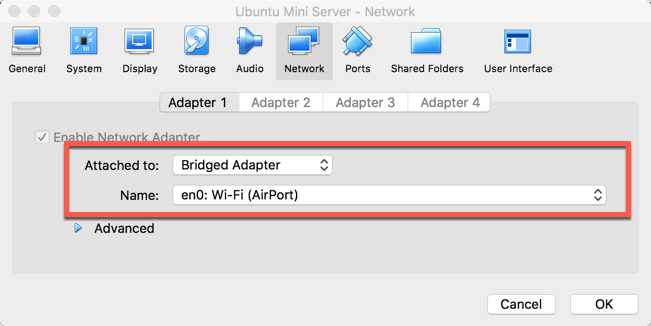 Ubuntu Mini Server - Network
General System Display Storage Audio Network Ports Shared Folders User Interface
Adapter 1 Adapter 2 Adapter 3 Adapter 4
Enable Network Adapter
Attached to: Bridged Adapter
Name: en0: Wi-Fi (AirPort)
Advanced
Cancel OK